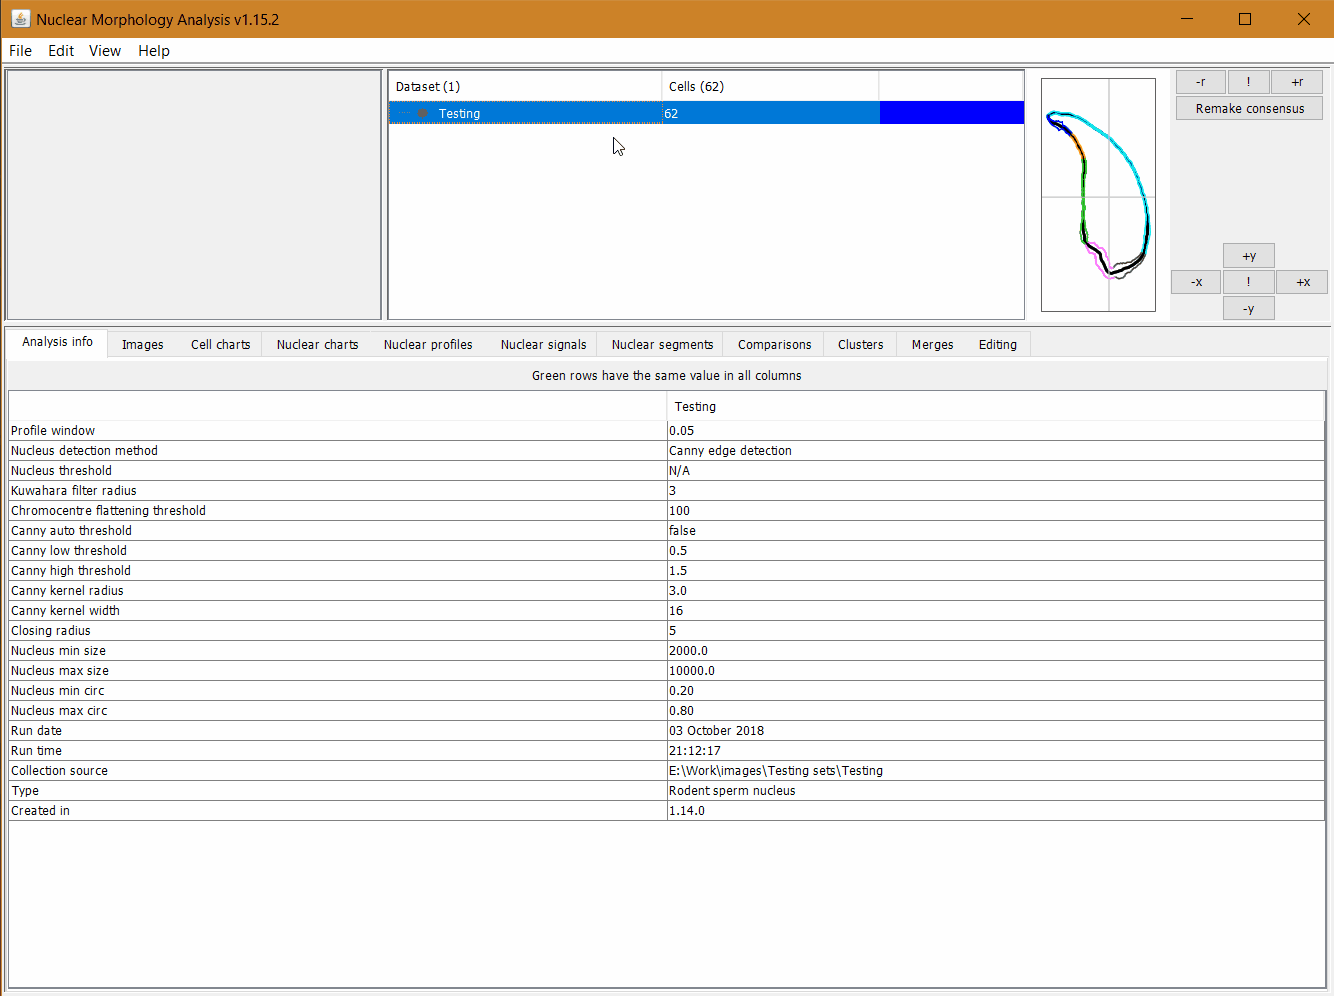 Nuclear Morphology Analysis v1.15.2
File Edit View Help
Dataset (1) Cells (62)
Testing 62
-r ! +r
Remake consensus
+y
-x ! +x
-y
Analysis info Images Cell charts Nuclear charts Nuclear profiles Nuclear signals Nuclear segments Comparisons Clusters Merges Editing
Green rows have the same value in all columns
Testing
Profile window 0.05
Nucleus detection method Canny edge detection
Nucleus threshold N/A
Kuwahara filter radius 3
Chromocentre flattening threshold 100
Canny auto threshold false
Canny low threshold 0.5
Canny high threshold 1.5
Canny kernel radius 3.0
Canny kernel width 16
Closing radius 5
Nucleus min size 2000.0
Nucleus max size 10000.0
Nucleus min circ 0.20
Nucleus max circ 0.80
Run date 03 October 2018
Run time 21:12:17
Collection source E:\Work\images\Testing sets\Testing
Type Rodent sperm nucleus
Created in 1.14.0